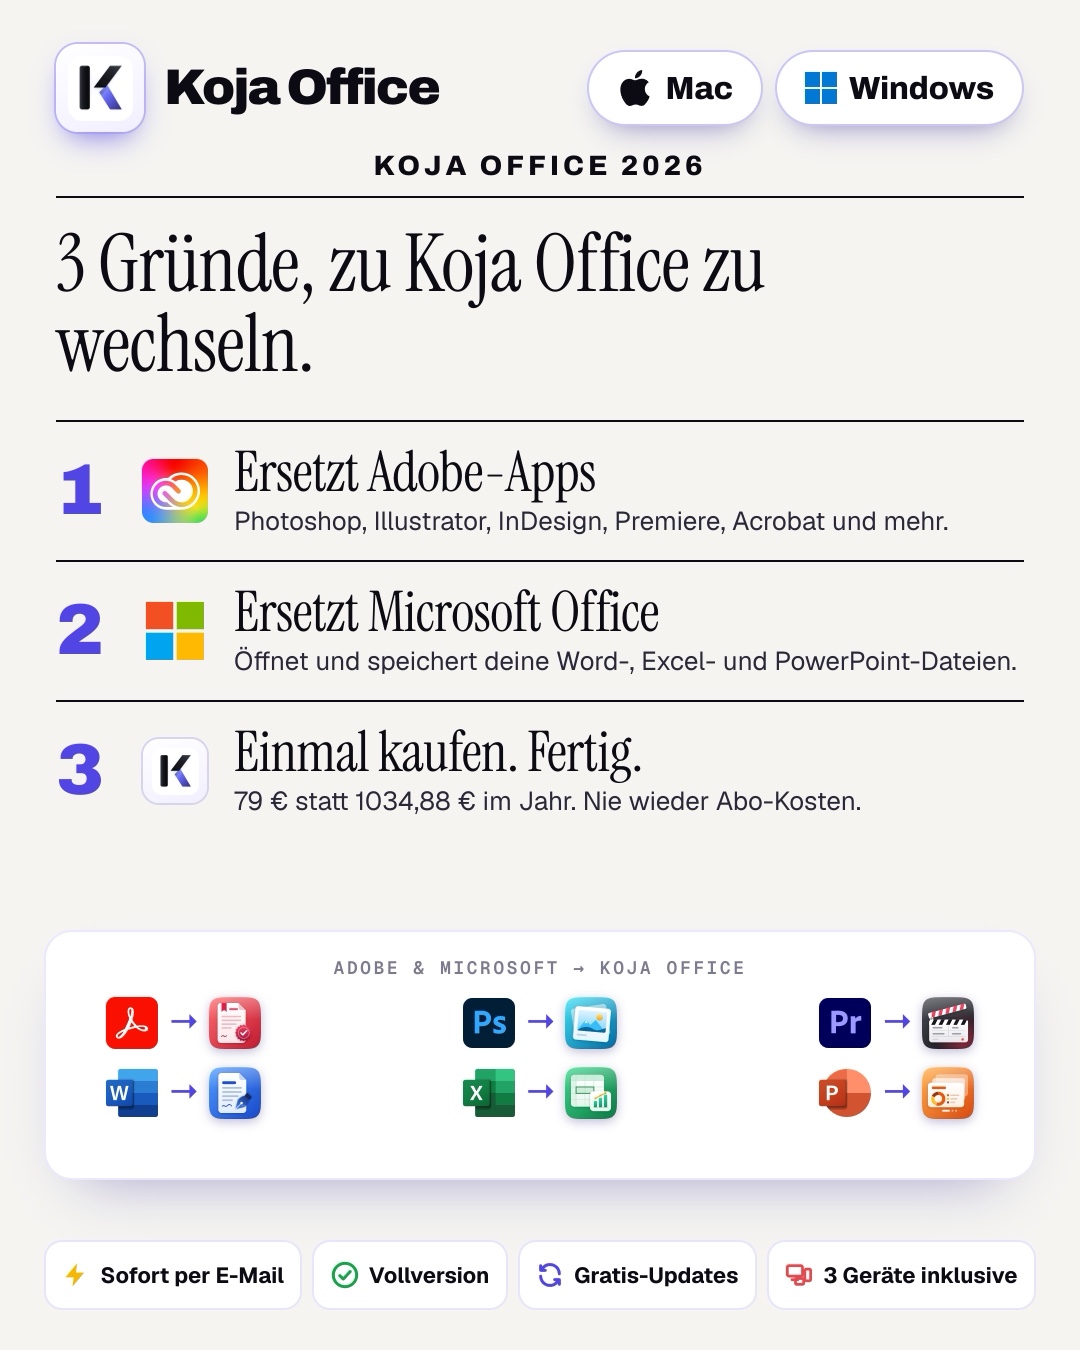 Koja Office
Mac
Windows
KOJA OFFICE 2026
3 Gründe, zu Koja Office zu
wechseln.
1
Ersetzt Adobe-Apps
Photoshop, Illustrator, InDesign, Premiere, Acrobat und mehr.
2
Ersetzt Microsoft Office
Öffnet und speichert deine Word-, Excel- und PowerPoint-Dateien.
3
K
Einmal kaufen. Fertig.
79 € statt 1034,88 € im Jahr. Nie wieder Abo-Kosten.
ADOBE & MICROSOFT → KOJA OFFICE
Ps
Pr
W
X
P
Sofort per E-Mail
Vollversion
Gratis-Updates
3 Geräte inklusive